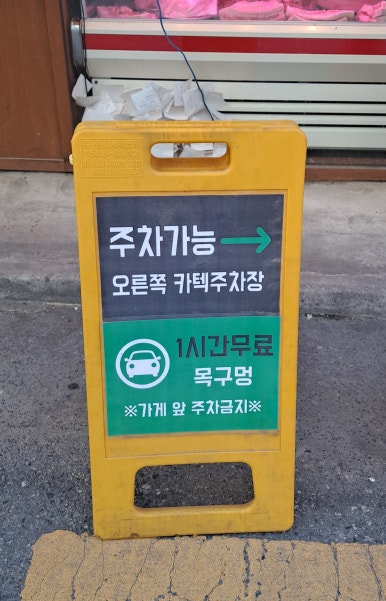 주차가능 →
오른쪽 카텍주차장
1시간무료
목구멍
※가게 앞 주차금지※